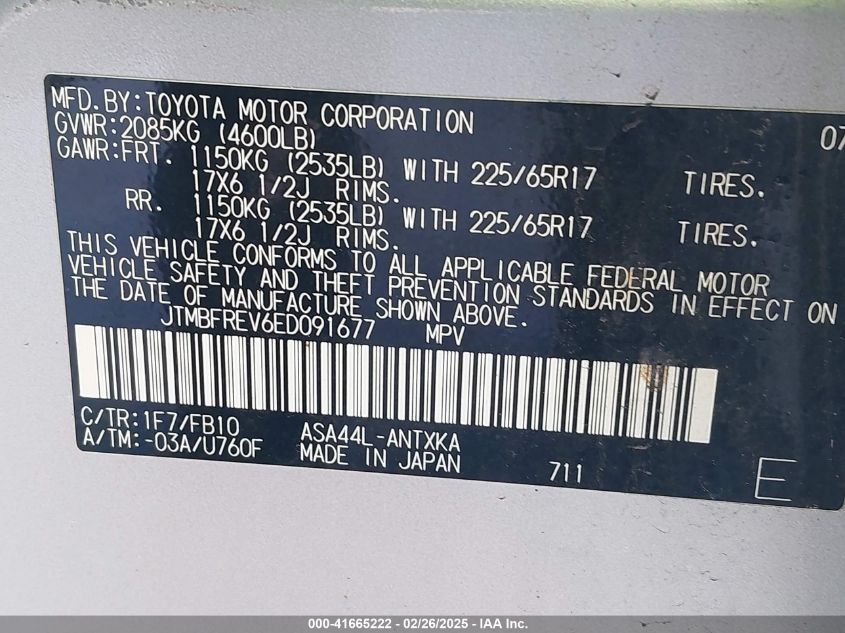 MFD.BY:TOYOTA MOTOR CORPORATION 07
GVWR:2085KG (4600LB)
GAWR:FRT. 1150KG (2535LB) WITH 225/65R17 TIRES.
17X6 1/2J RIMS.
RR. 1150KG (2535LB) WITH 225/65R17 TIRES.
17X6 1/2J RIMS.
THIS VEHICLE CONFORMS TO ALL APPLICABLE FEDERAL MOTOR
VEHICLE SAFETY AND THEFT PREVENTION STANDARDS IN EFFECT ON
THE DATE OF MANUFACTURE SHOWN ABOVE.
JTMBFREV6ED091677 MPV
C/TR:1F7/FB10 ASA44L-ANTXKA
A/TM:-03A/U760F MADE IN JAPAN 711 E
000-41665222 - 02/26/2025 - IAA Inc.